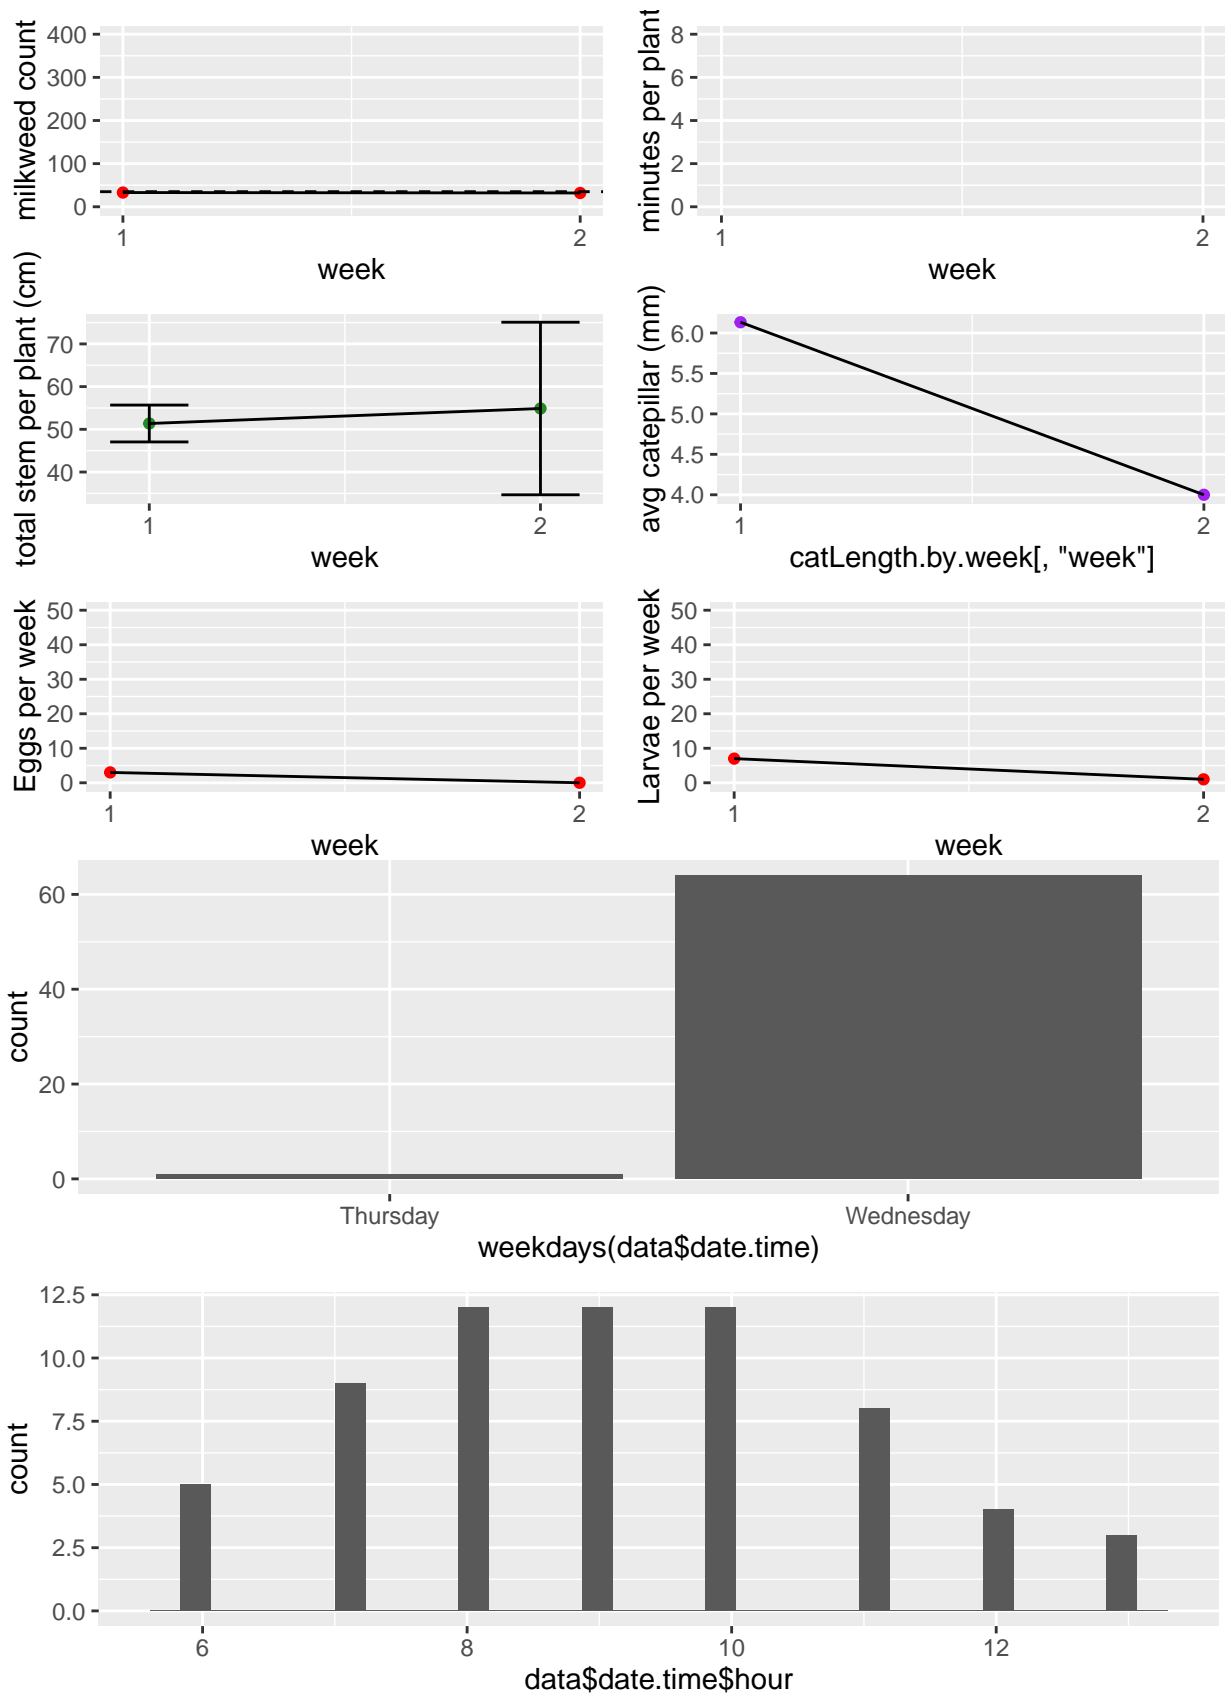 milkweed count
400
300
200
100
0
1 2
week
minutes per plant
8
6
4
2
0
1 2
week
total stem per plant (cm)
70
60
50
40
1 2
week
avg catepillar (mm)
6.0
5.5
5.0
4.5
4.0
1 2
catLength.by.week[, "week"]
Eggs per week
50
40
30
20
10
0
1 2
week
Larvae per week
50
40
30
20
10
0
1 2
week
count
60
40
20
0
Thursday Wednesday
weekdays(data$date.time)
count
12.5
10.0
7.5
5.0
2.5
0.0
6 8 10 12
data$date.time$hour